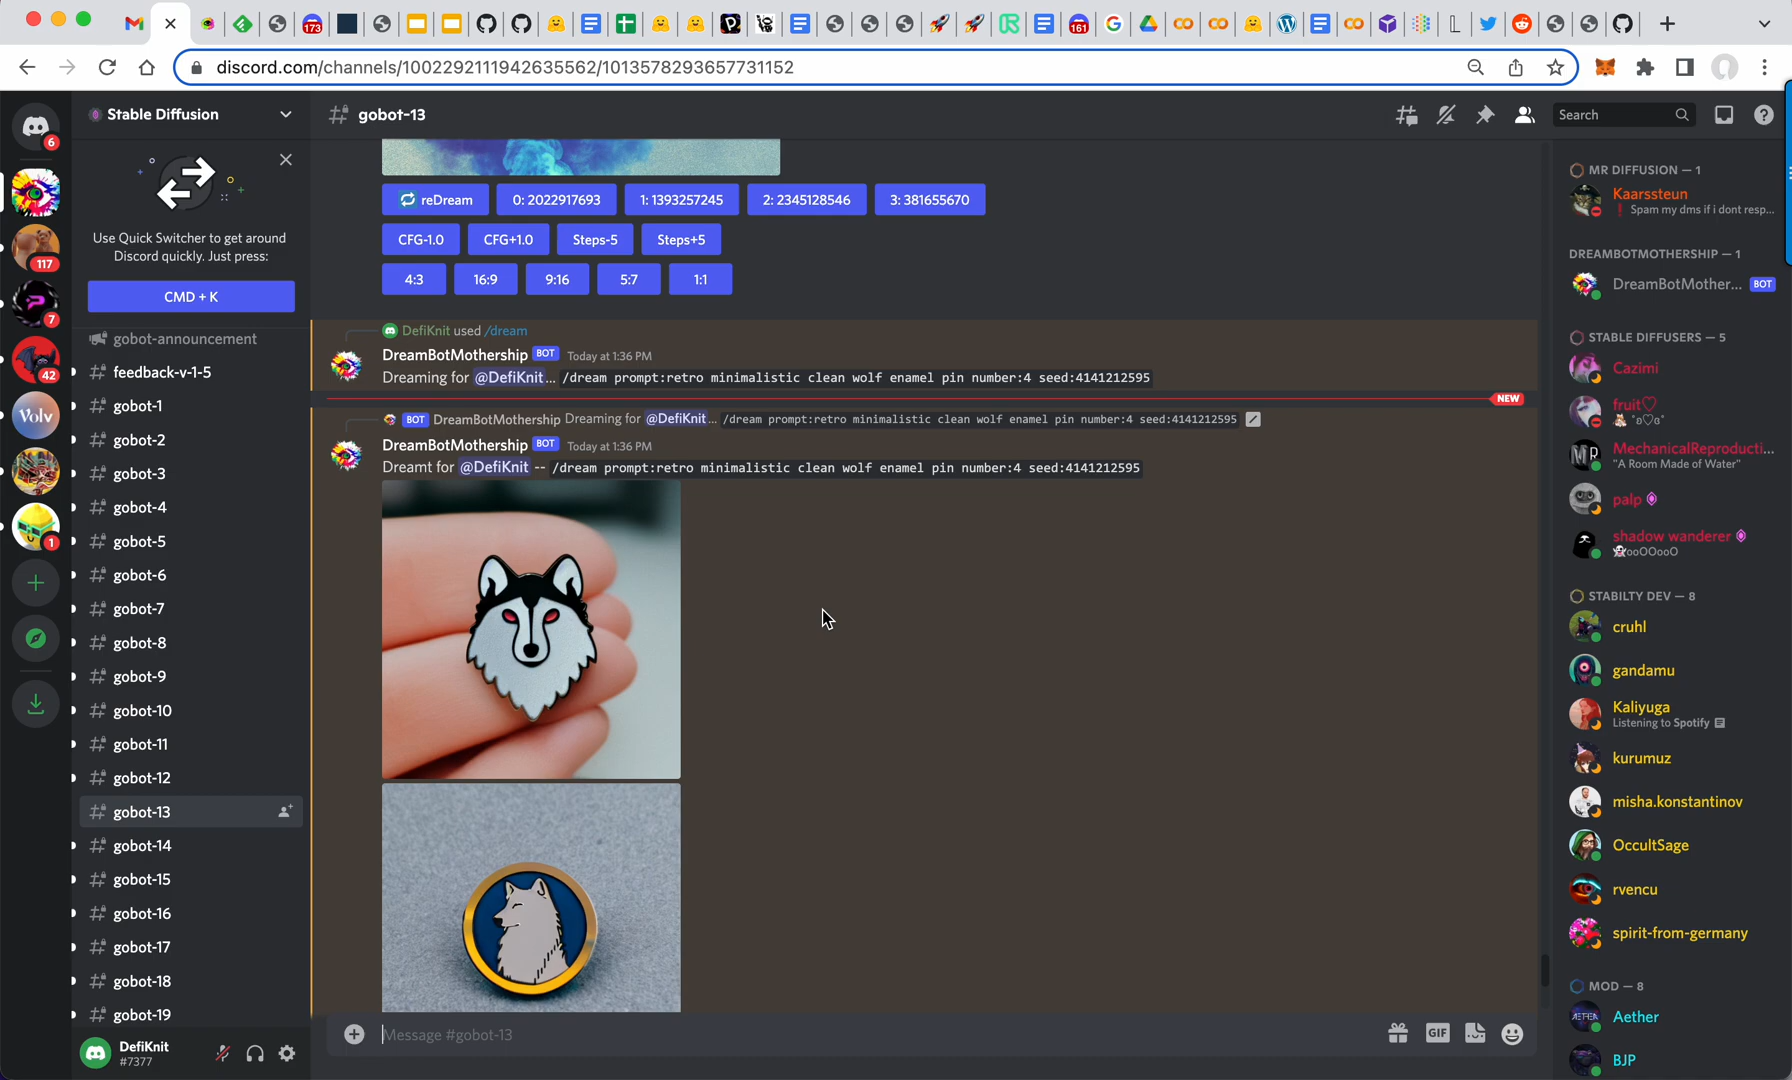 173
161
discord.com/channels/1002292111942635562/1013578293657731152
6
117
7
42
Volv
1
Stable Diffusion
Use Quick Switcher to get around
Discord quickly. Just press:
CMD + K
gobot-announcement
feedback-v-1-5
gobot-1
gobot-2
gobot-3
gobot-4
gobot-5
gobot-6
gobot-7
gobot-8
gobot-9
gobot-10
gobot-11
gobot-12
gobot-13
gobot-14
gobot-15
gobot-16
gobot-17
gobot-18
gobot-19
DefiKnit
#7377
gobot-13
Search
reDream 0: 2022917693 1: 1393257245 2: 2345128546 3: 381655670
CFG-1.0 CFG+1.0 Steps-5 Steps+5
4:3 16:9 9:16 5:7 1:1
DefiKnit used /dream
DreamBotMothership BOT Today at 1:36 PM
Dreaming for @DefiKnit... /dream prompt:retro minimalistic clean wolf enamel pin number:4 seed:4141212595
NEW
BOT DreamBotMothership Dreaming for @DefiKnit... /dream prompt:retro minimalistic clean wolf enamel pin number:4 seed:4141212595
DreamBotMothership BOT Today at 1:36 PM
Dreamt for @DefiKnit -- /dream prompt:retro minimalistic clean wolf enamel pin number:4 seed:4141212595
Message #gobot-13
GIF
MR DIFFUSION — 1
Kaarssteun
Spam my dms if i dont resp...
DREAMBOTMOTHERSHIP — 1
DreamBotMother... BOT
STABLE DIFFUSERS — 5
Cazimi
fruit♡
MechanicalReproducti...
"A Room Made of Water"
palp
shadow wanderer
ooOOooO
STABILTY DEV — 8
cruhl
gandamu
Kaliyuga
Listening to Spotify
kurumuz
misha.konstantinov
OccultSage
rvencu
spirit-from-germany
MOD — 8
Aether
BJP